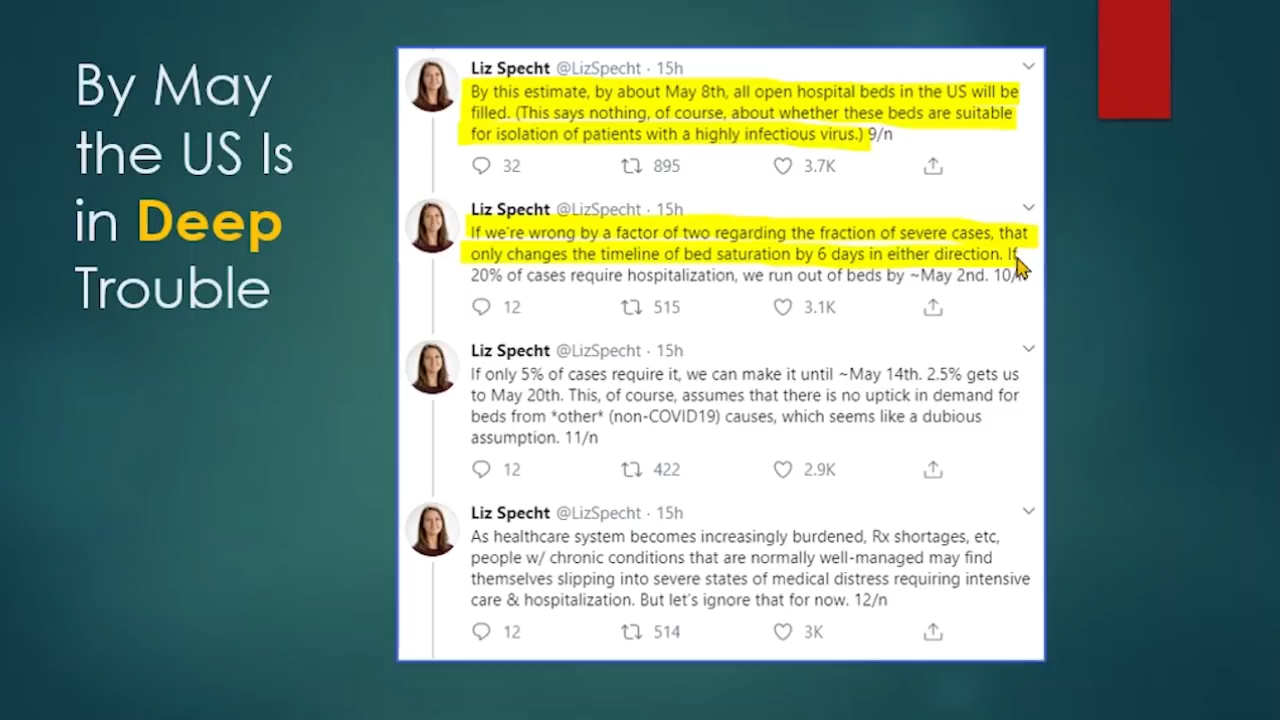 By May
the US Is
in Deep
Trouble
Liz Specht @LizSpecht · 15h
By this estimate, by about May 8th, all open hospital beds in the US will be
filled. (This says nothing, of course, about whether these beds are suitable
for isolation of patients with a highly infectious virus.) 9/n
32 895 3.7K
Liz Specht @LizSpecht · 15h
If we're wrong by a factor of two regarding the fraction of severe cases, that
only changes the timeline of bed saturation by 6 days in either direction. If
20% of cases require hospitalization, we run out of beds by ~May 2nd. 10/n
12 515 3.1K
Liz Specht @LizSpecht · 15h
If only 5% of cases require it, we can make it until ~May 14th. 2.5% gets us
to May 20th. This, of course, assumes that there is no uptick in demand for
beds from *other* (non-COVID19) causes, which seems like a dubious
assumption. 11/n
12 422 2.9K
Liz Specht @LizSpecht · 15h
As healthcare system becomes increasingly burdened, Rx shortages, etc,
people w/ chronic conditions that are normally well-managed may find
themselves slipping into severe states of medical distress requiring intensive
care & hospitalization. But let's ignore that for now. 12/n
12 514 3K